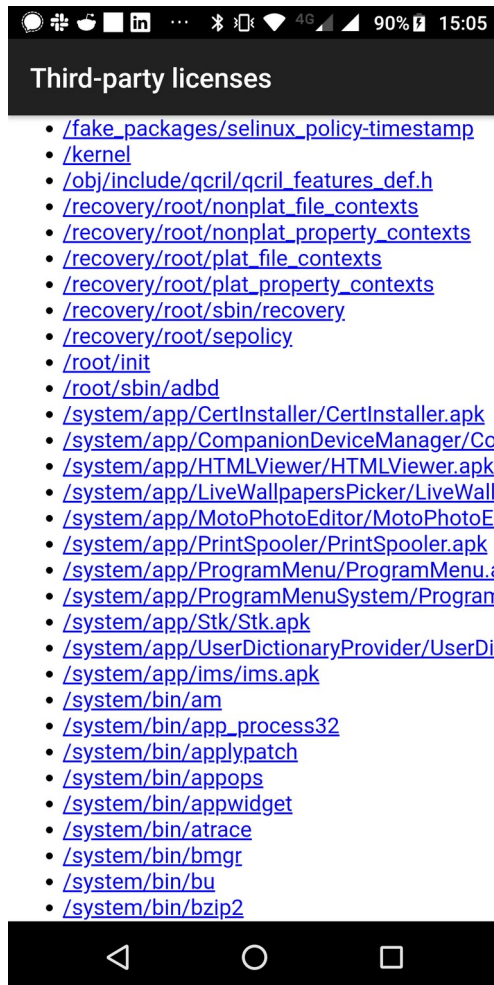 4G 90% 15:05
Third-party licenses
/fake_packages/selinux_policy-timestamp
/kernel
/obj/include/qcril/qcril_features_def.h
/recovery/root/nonplat_file_contexts
/recovery/root/nonplat_property_contexts
/recovery/root/plat_file_contexts
/recovery/root/plat_property_contexts
/recovery/root/sbin/recovery
/recovery/root/sepolicy
/root/init
/root/sbin/adbd
/system/app/CertInstaller/CertInstaller.apk
/system/app/CompanionDeviceManager/Co
/system/app/HTMLViewer/HTMLViewer.apk
/system/app/LiveWallpapersPicker/LiveWall
/system/app/MotoPhotoEditor/MotoPhotoE
/system/app/PrintSpooler/PrintSpooler.apk
/system/app/ProgramMenu/ProgramMenu.a
/system/app/ProgramMenuSystem/Program
/system/app/Stk/Stk.apk
/system/app/UserDictionaryProvider/UserDi
/system/app/ims/ims.apk
/system/bin/am
/system/bin/app_process32
/system/bin/applypatch
/system/bin/appops
/system/bin/appwidget
/system/bin/atrace
/system/bin/bmgr
/system/bin/bu
/system/bin/bzip2